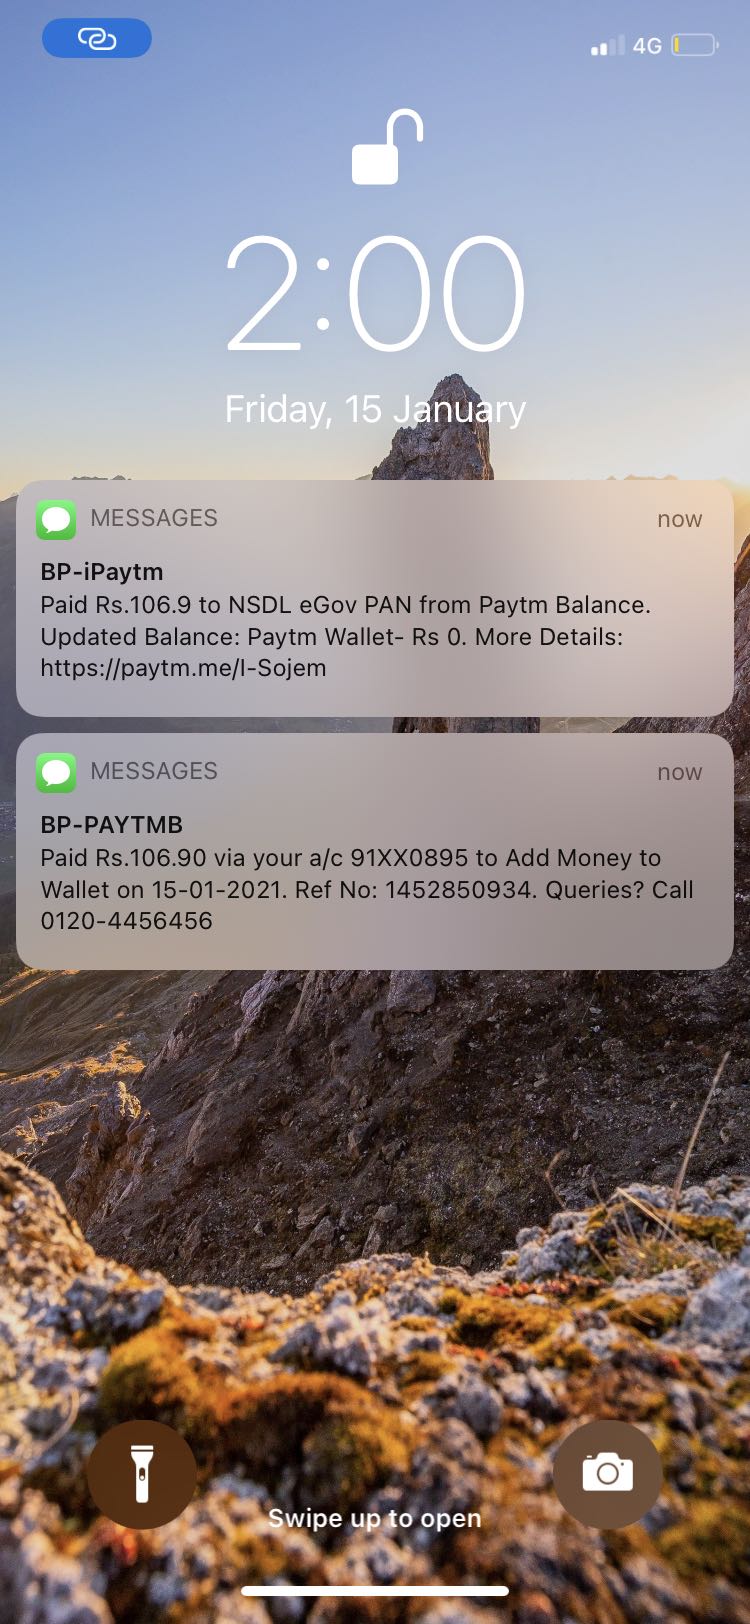 4G
2:00
Friday, 15 January
MESSAGES
now
BP-iPaytm
Paid Rs.106.9 to NSDL eGov PAN from Paytm Balance.
Updated Balance: Paytm Wallet- Rs 0. More Details:
https://paytm.me/I-Sojem
MESSAGES
now
BP-PAYTMB
Paid Rs.106.90 via your a/c 91XX0895 to Add Money to
Wallet on 15-01-2021. Ref No: 1452850934. Queries? Call
0120-4456456
Swipe up to open